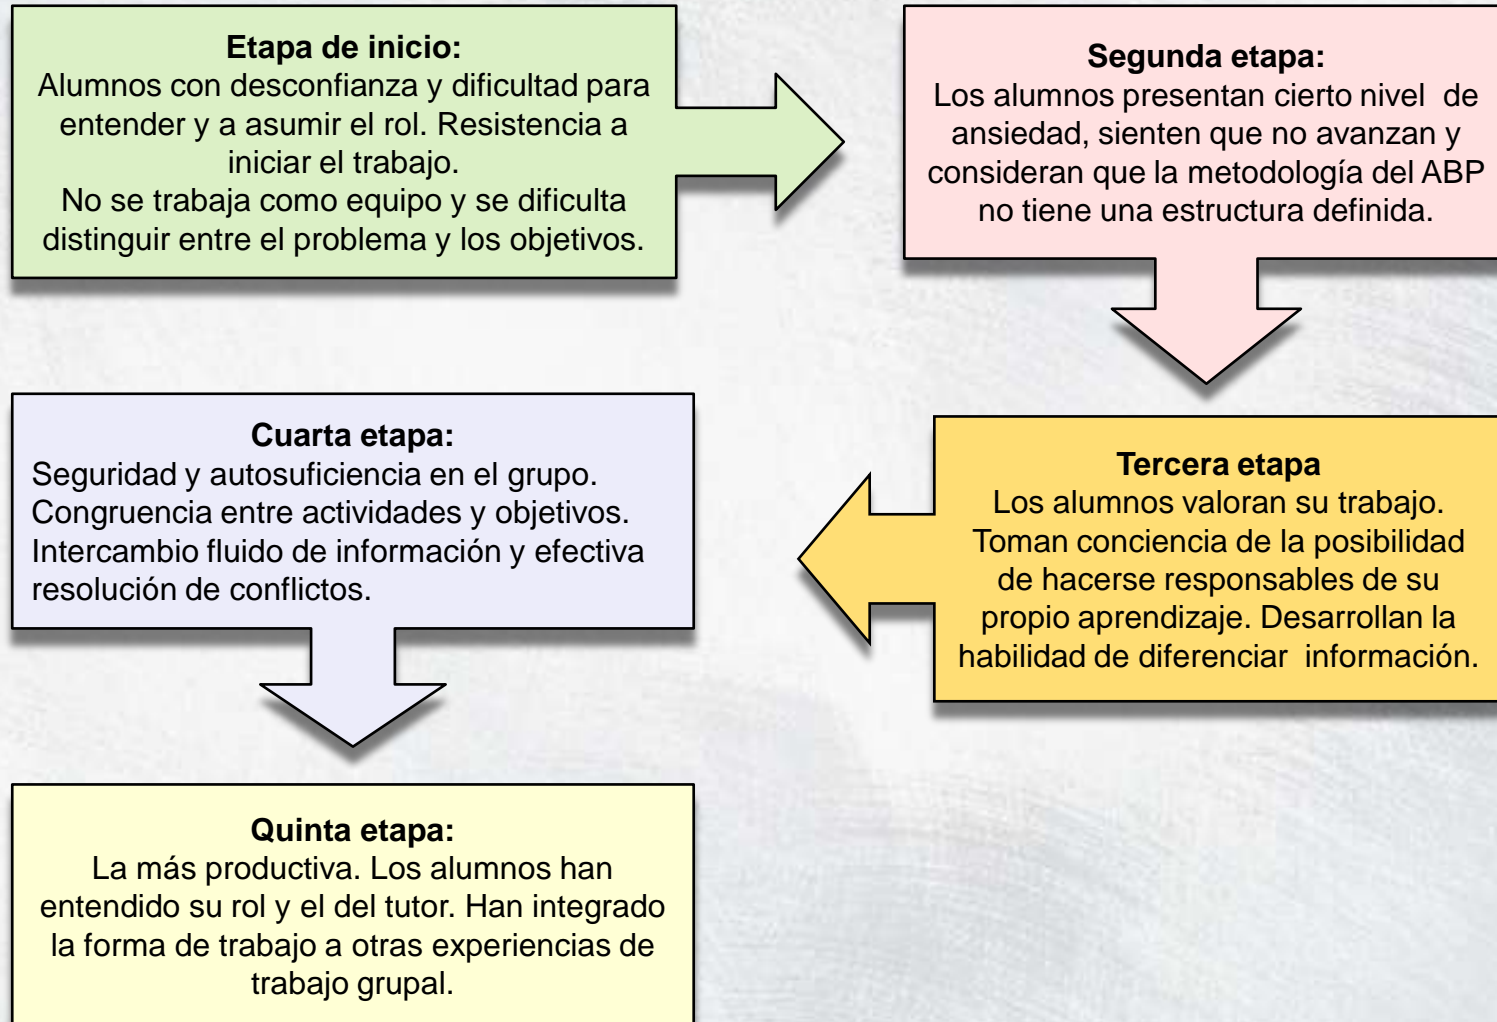 Etapa de inicio:
Alumnos con desconfianza y dificultad para
entender y a asumir el rol. Resistencia a
iniciar el trabajo.
No se trabaja como equipo y se dificulta
distinguir entre el problema y los objetivos.
Segunda etapa:
Los alumnos presentan cierto nivel  de
ansiedad, sienten que no avanzan y
consideran que la metodología del ABP
no tiene una estructura definida.
Tercera etapa
Los alumnos valoran su trabajo.
Toman conciencia de la posibilidad
de hacerse responsables de su
propio aprendizaje. Desarrollan la
habilidad de diferenciar  información.
Cuarta etapa:
Seguridad y autosuficiencia en el grupo.
Congruencia entre actividades y objetivos.
Intercambio fluido de información y efectiva
resolución de conflictos.
Quinta etapa:
La más productiva. Los alumnos han
entendido su rol y el del tutor. Han integrado
la forma de trabajo a otras experiencias de
trabajo grupal.